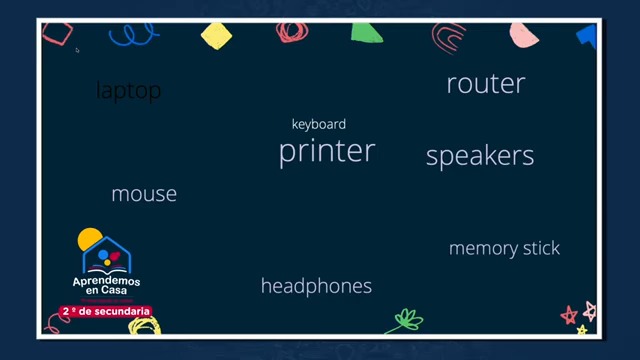 laptop
router
keyboard
printer
speakers
mouse
memory stick
headphones
Aprendemos
en Casa
2 º de secundaria